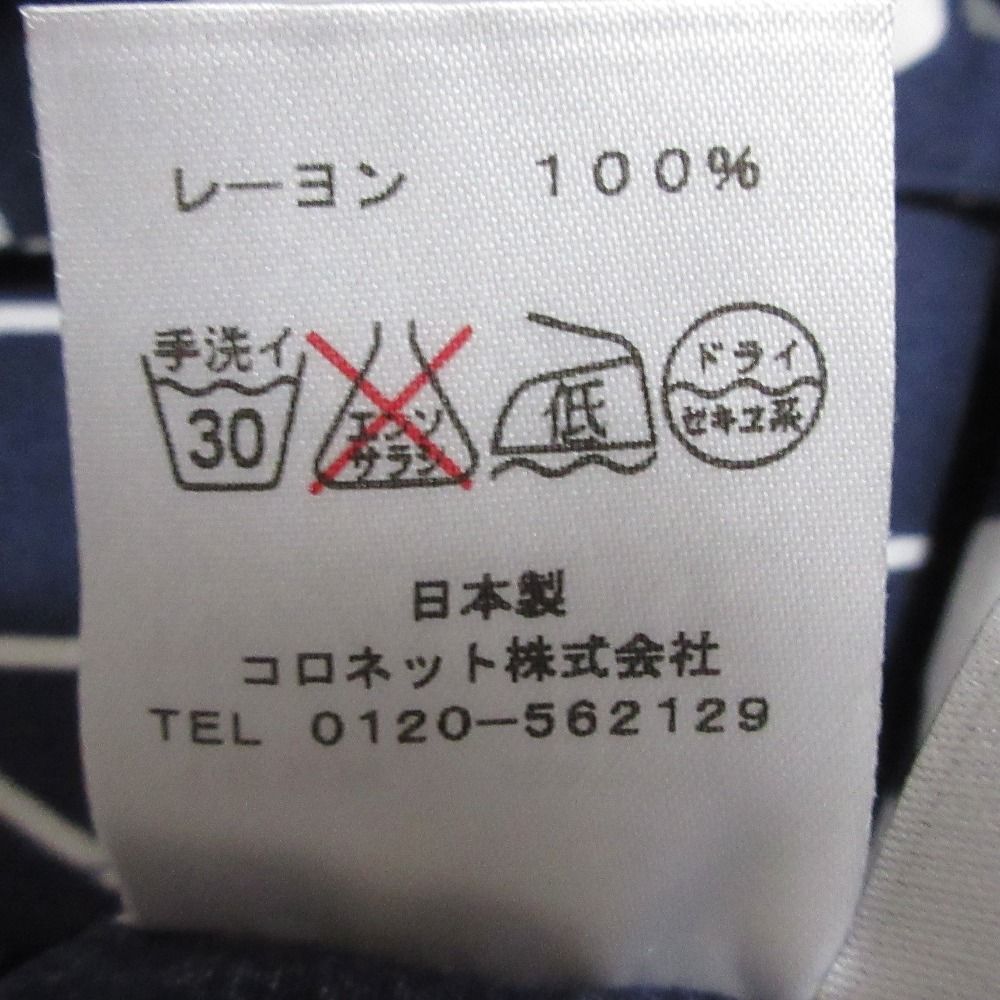 レーヨン 100%
手洗イ
30
エンソ
サラシ
低
ドライ
セキユ系
日本製
コロネット株式会社
TEL 0120-562129